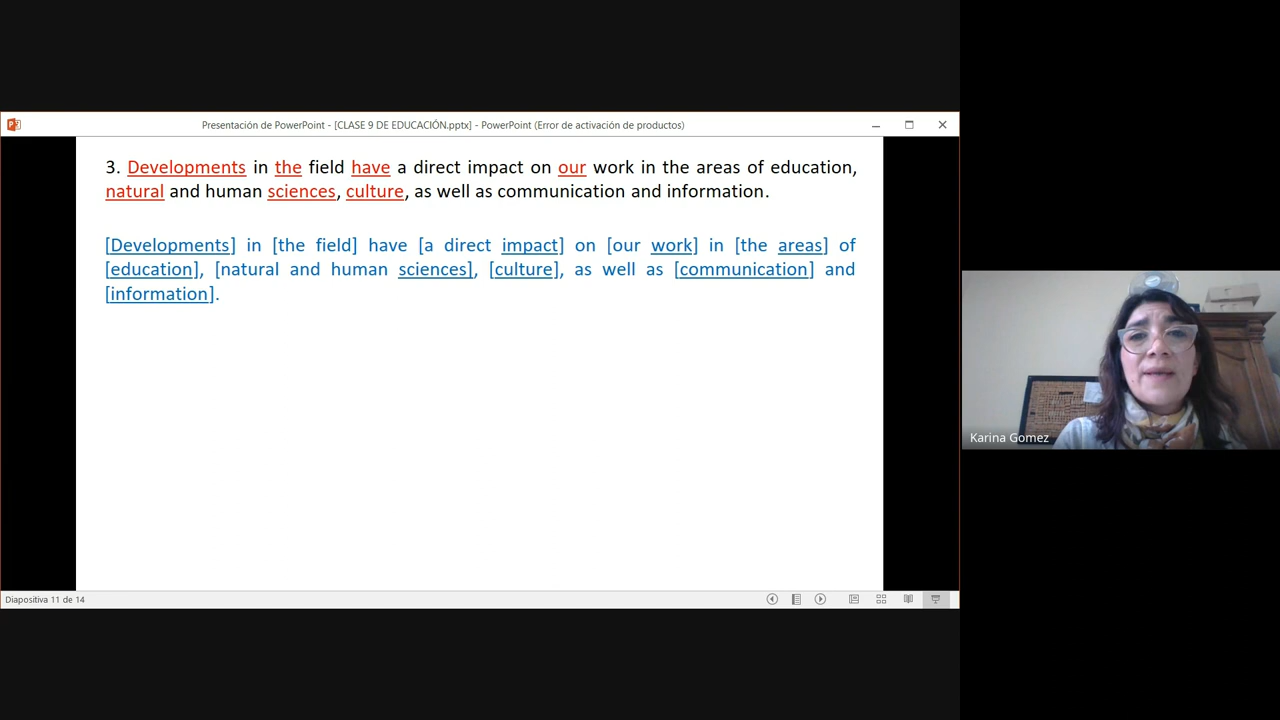 Presentación de PowerPoint - [CLASE 9 DE EDUCACIÓN.pptx] - PowerPoint (Error de activación de productos)
3. Developments in the field have a direct impact on our work in the areas of education,
natural and human sciences, culture, as well as communication and information.
[Developments] in [the field] have [a direct impact] on [our work] in [the areas] of
[education], [natural and human sciences], [culture], as well as [communication] and
[information].
Karina Gomez
Diapositiva 11 de 14